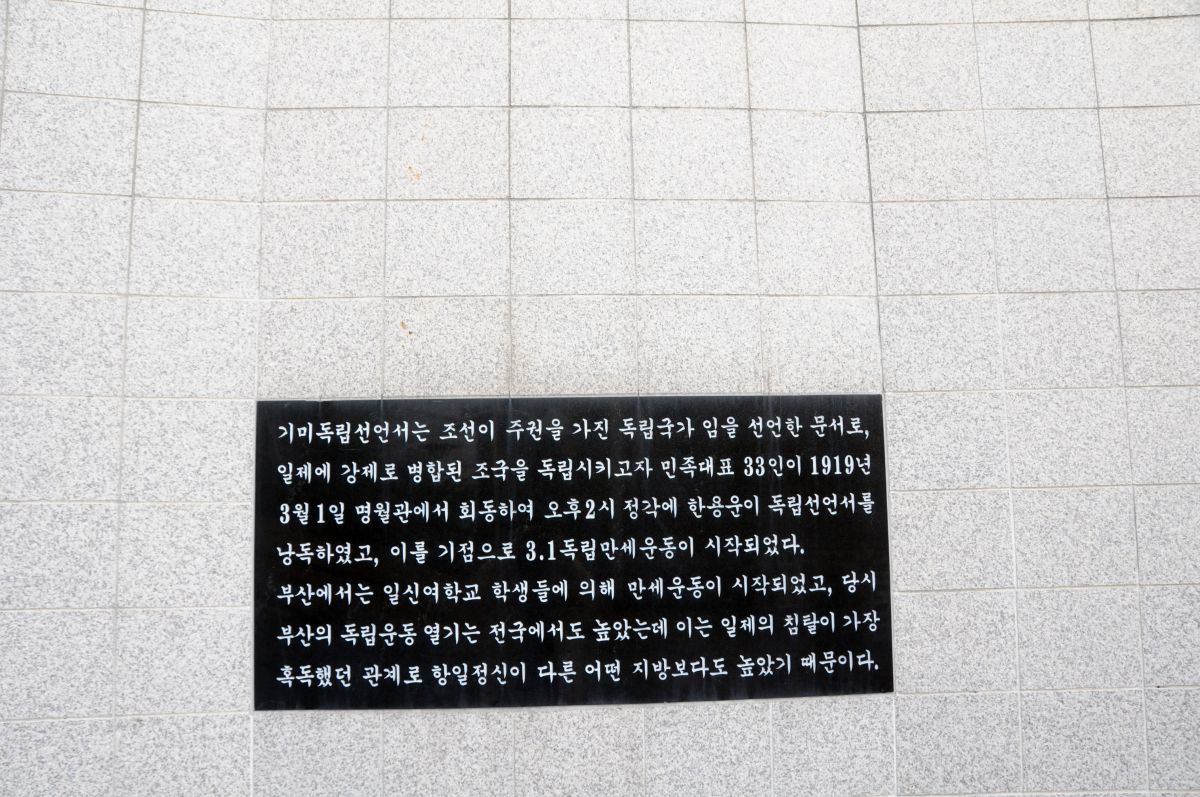 기미독립선언서는 조선이 주권을 가진 독립국가 임을 선언한 문서로,
일제에 강제로 병합된 조국을 독립시키고자 민족대표 33인이 1919년
3월 1일 명월관에서 회동하여 오후2시 정각에 한용운이 독립선언서를
낭독하였고, 이를 기점으로 3.1독립만세운동이 시작되었다.
부산에서는 일신여학교 학생들에 의해 만세운동이 시작되었고, 당시
부산의 독립운동 열기는 전국에서도 높았는데 이는 일제의 침탈이 가장
혹독했던 관계로 항일정신이 다른 어떤 지방보다도 높았기 때문이다.